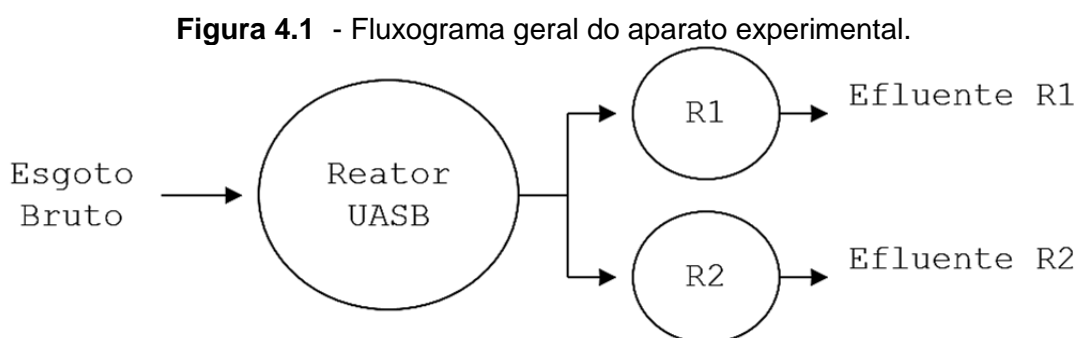 Figura 4.1 - Fluxograma geral do aparato experimental.
Esgoto
Bruto
Reator
UASB
R1
Efluente R1
R2
Efluente R2